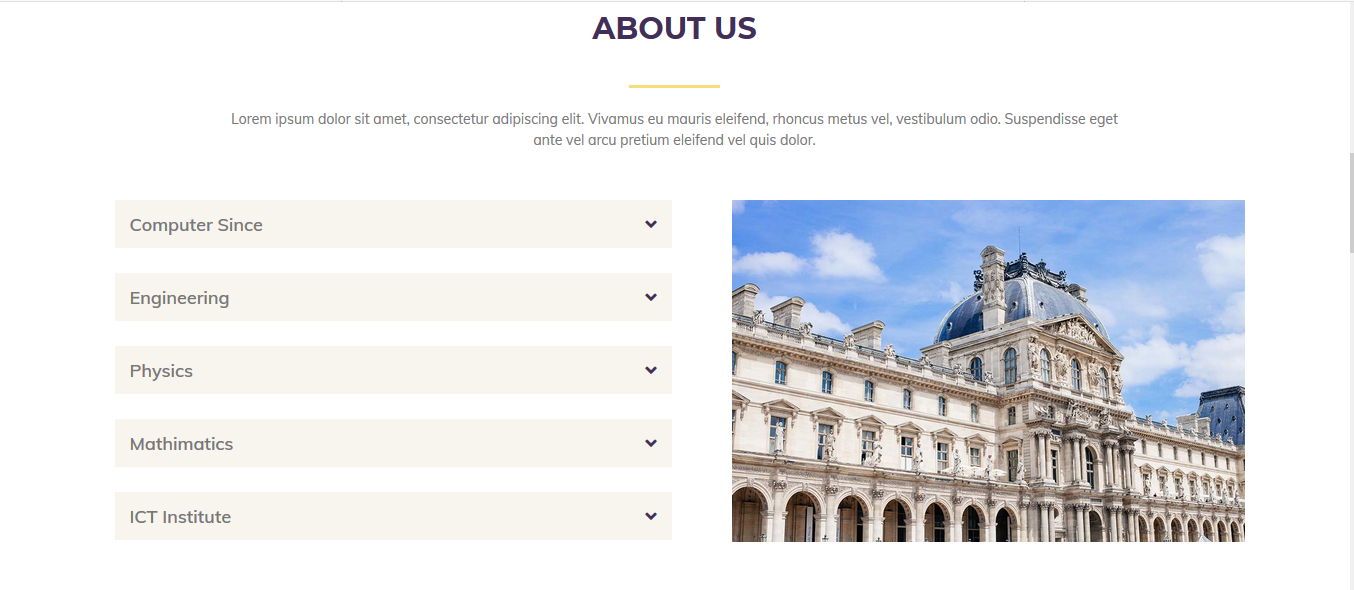 ABOUT US
Lorem ipsum dolor sit amet, consectetur adipiscing elit. Vivamus eu mauris eleifend, rhoncus metus vel, vestibulum odio. Suspendisse eget
ante vel arcu pretium eleifend vel quis dolor.
Computer Since
Engineering
Physics
Mathimatics
ICT Institute